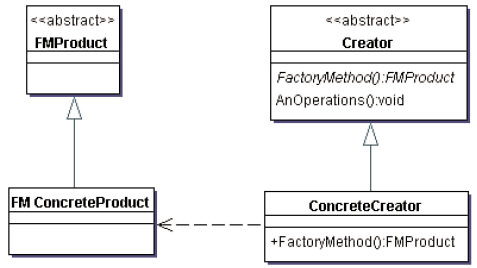 <<abstract>>
FMProduct
<<abstract>>
Creator
FactoryMethod():FMProduct
AnOperations():void
FM ConcreteProduct
ConcreteCreator
+FactoryMethod():FMProduct